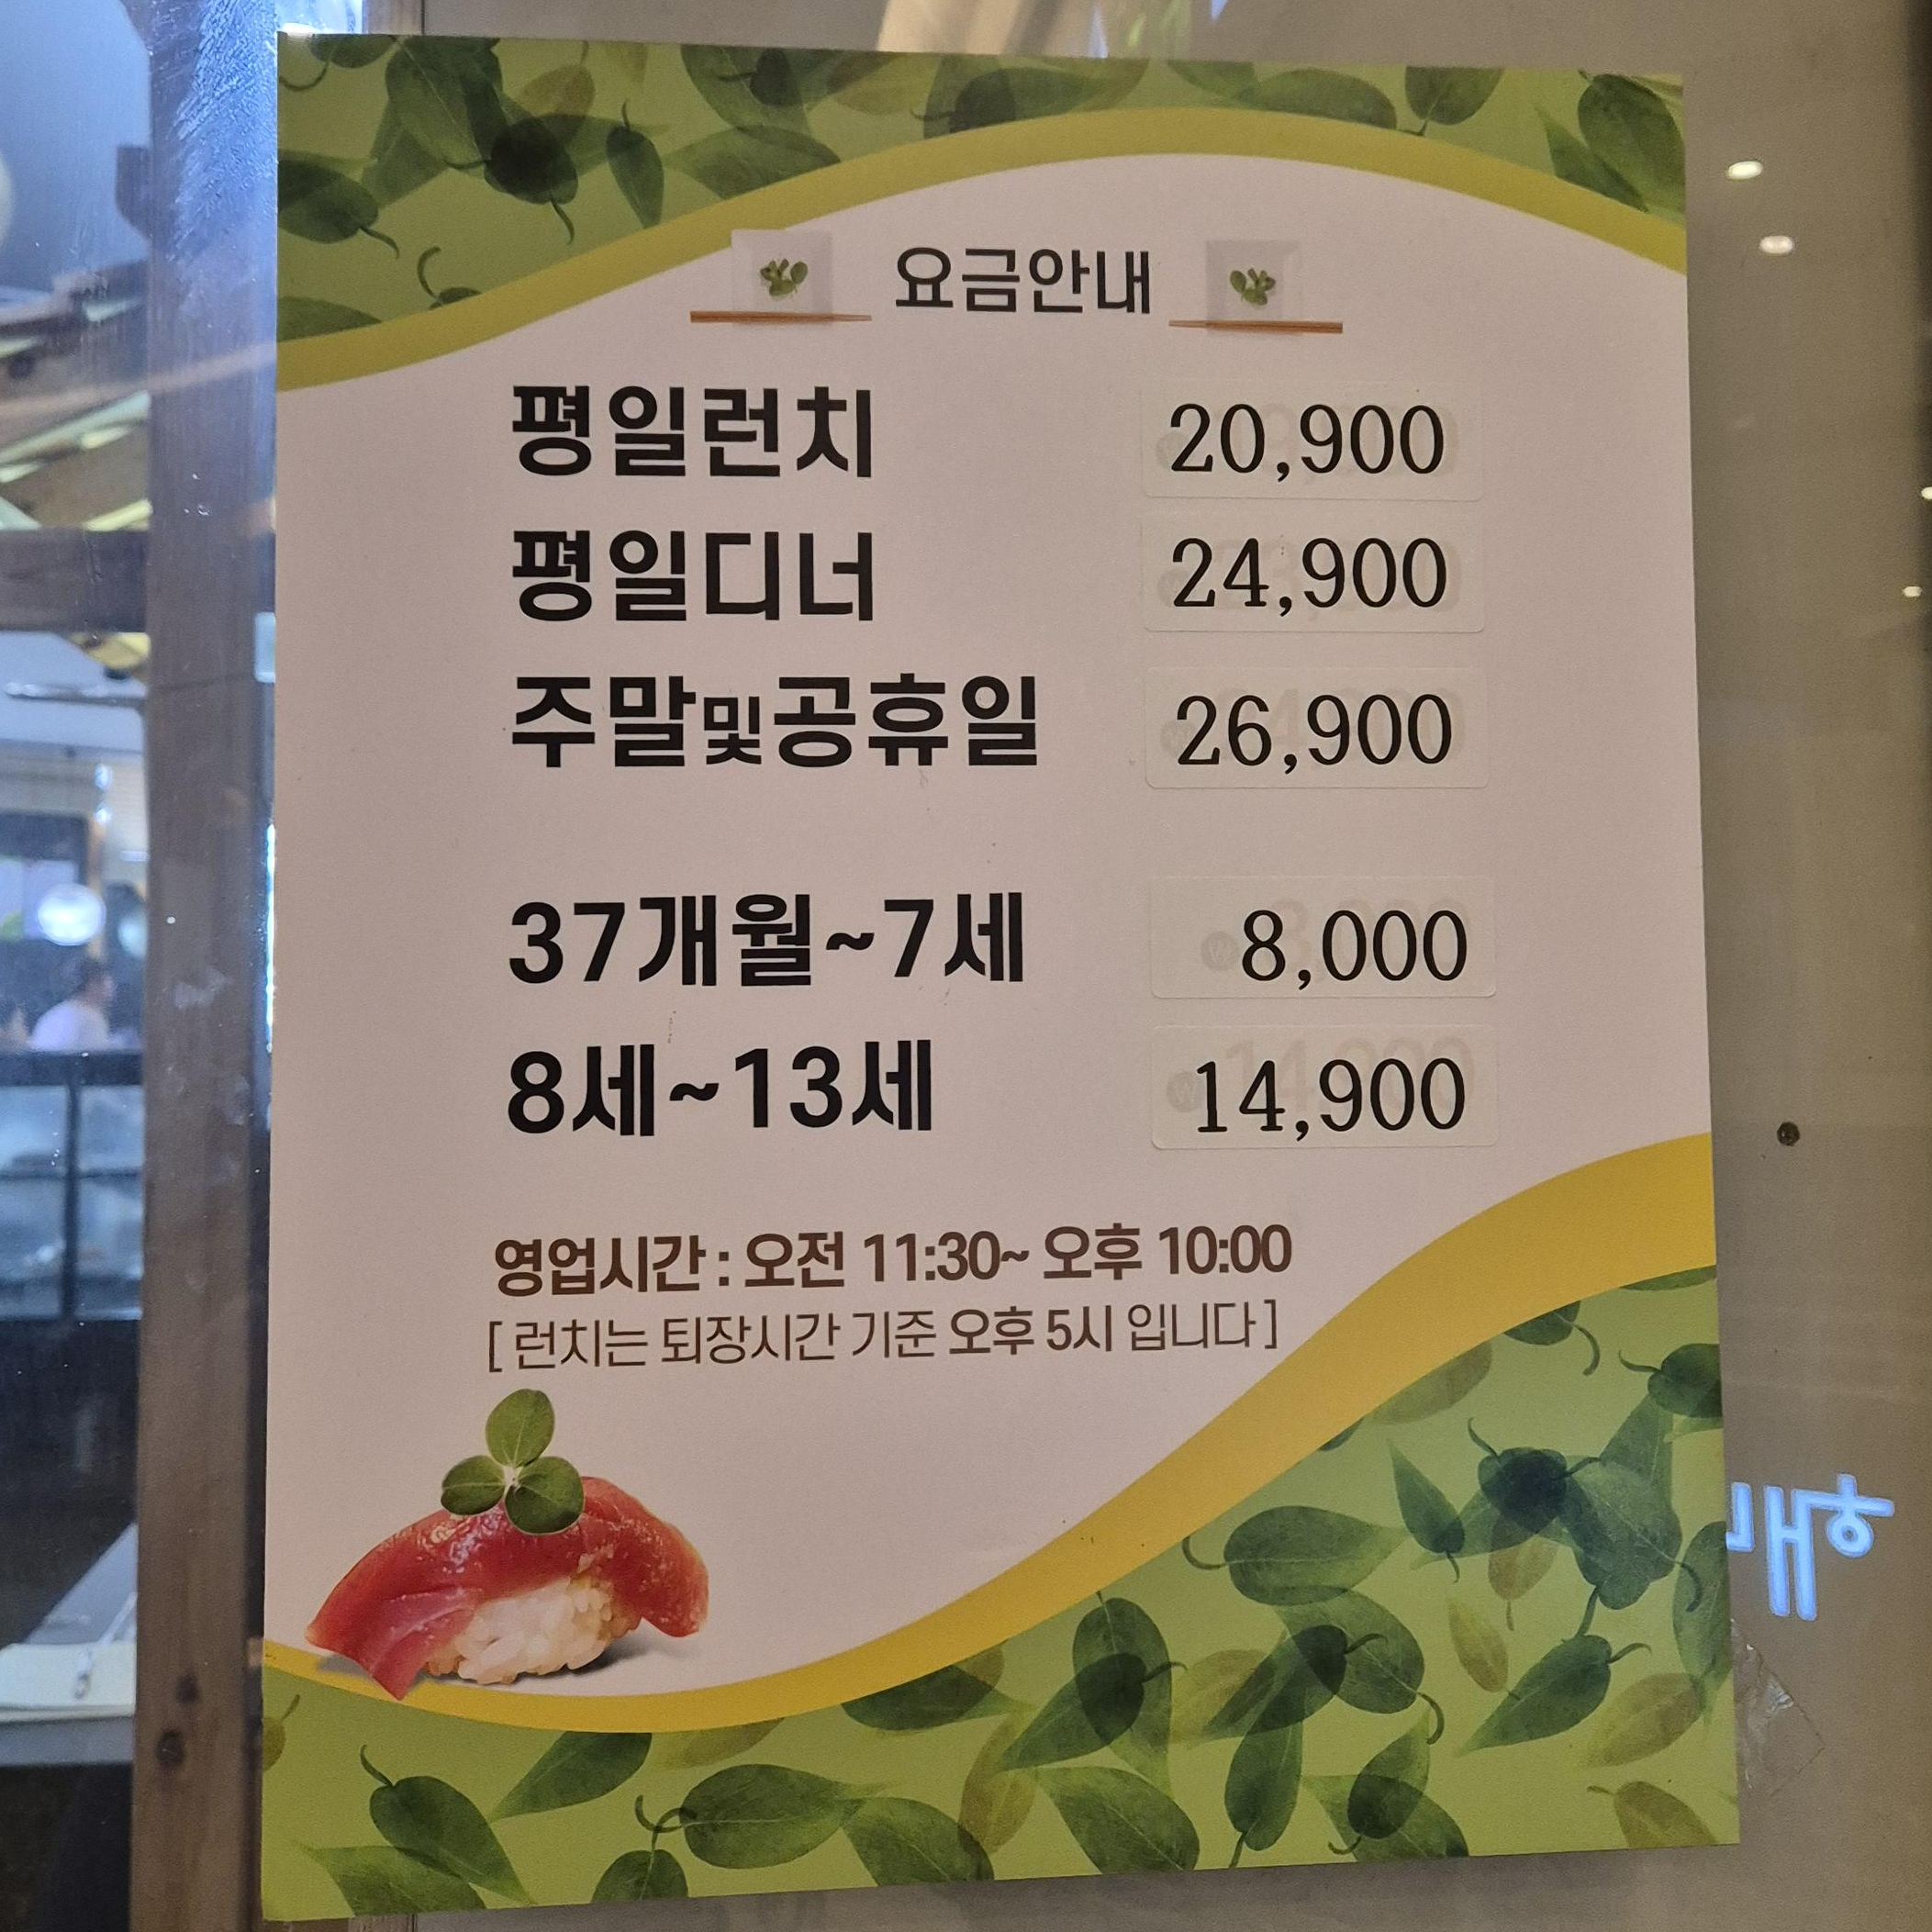 요금안내
평일런치 20,900
평일디너 24,900
주말및공휴일 26,900
37개월~7세 8,000
8세~13세 14,900
영업시간 : 오전 11:30~ 오후 10:00
[ 런치는 퇴장시간 기준 오후 5시 입니다 ]